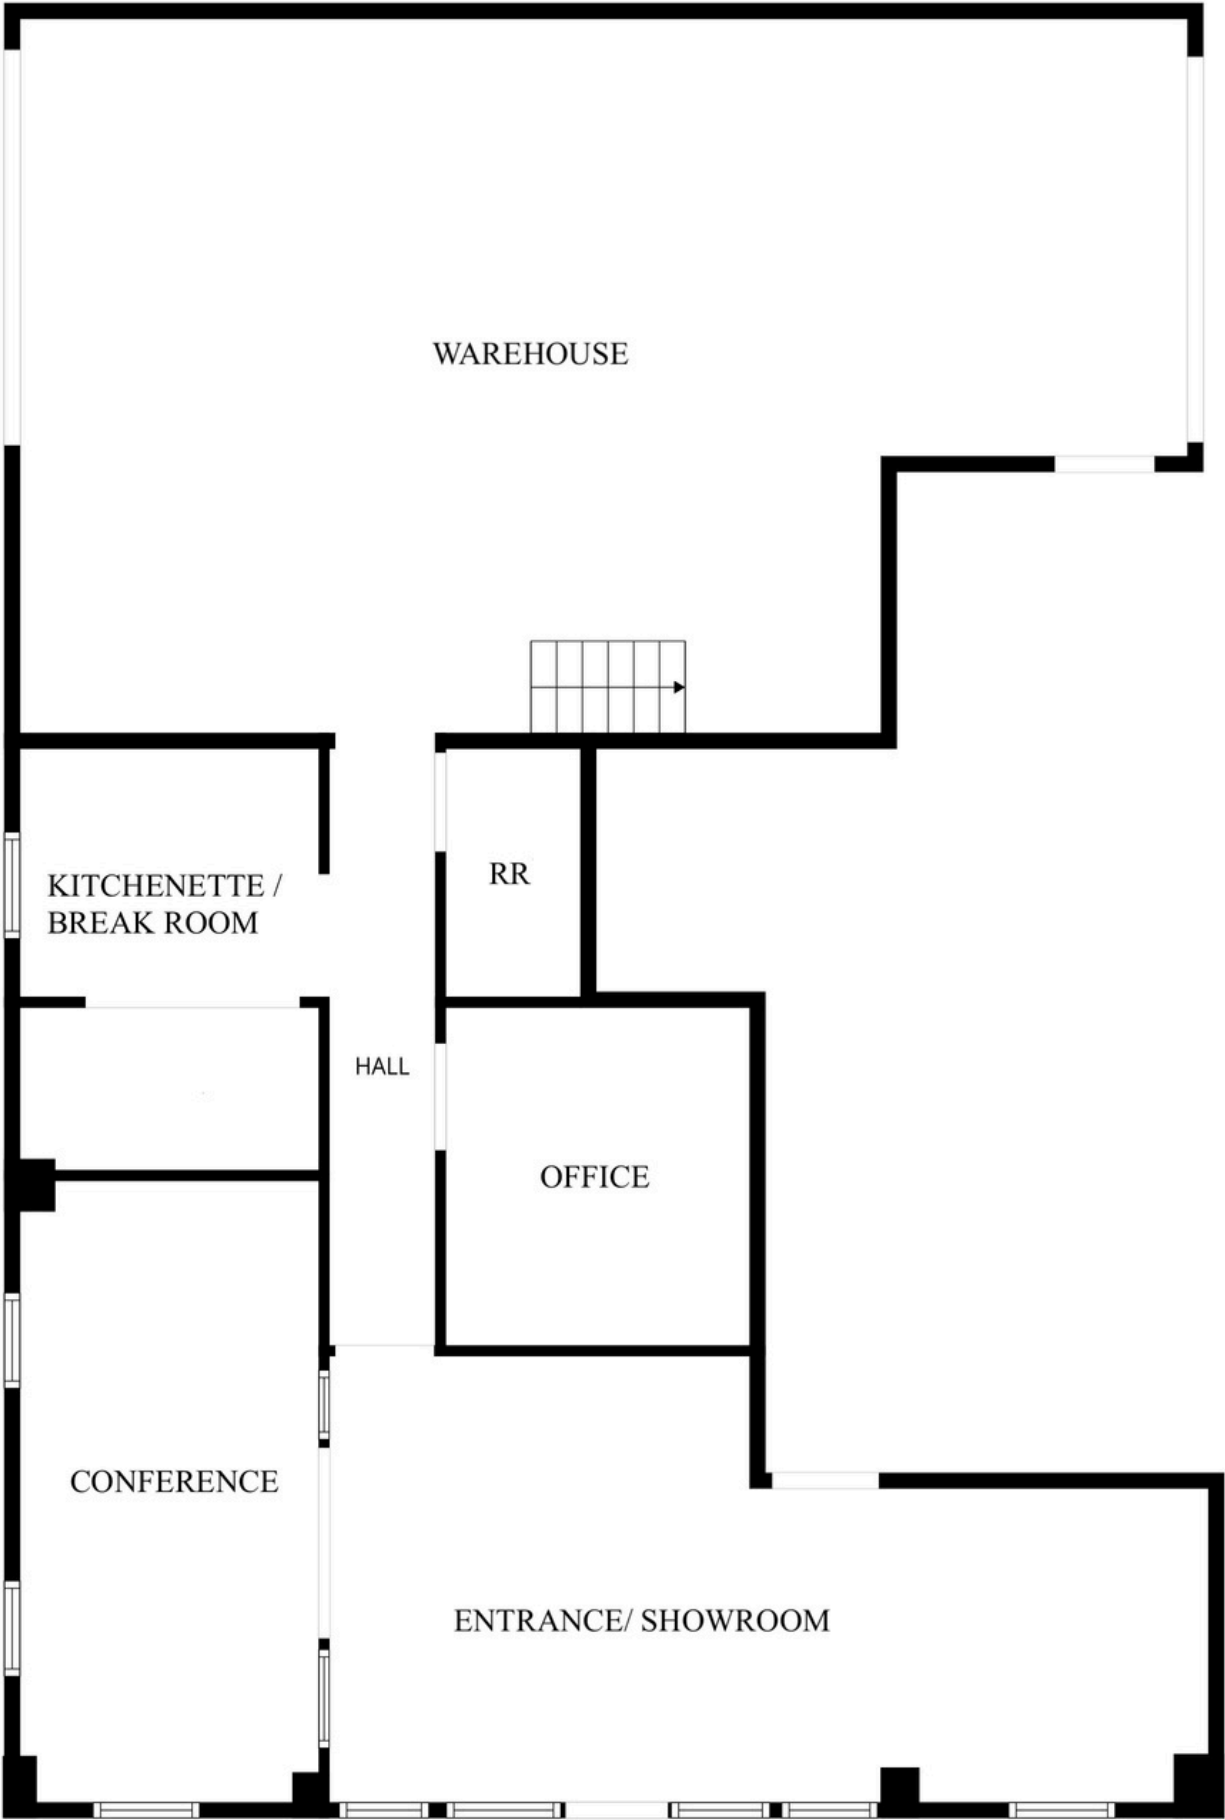 WAREHOUSE
RR
KITCHENETTE /
BREAK ROOM
HALL
OFFICE
CONFERENCE
ENTRANCE/ SHOWROOM